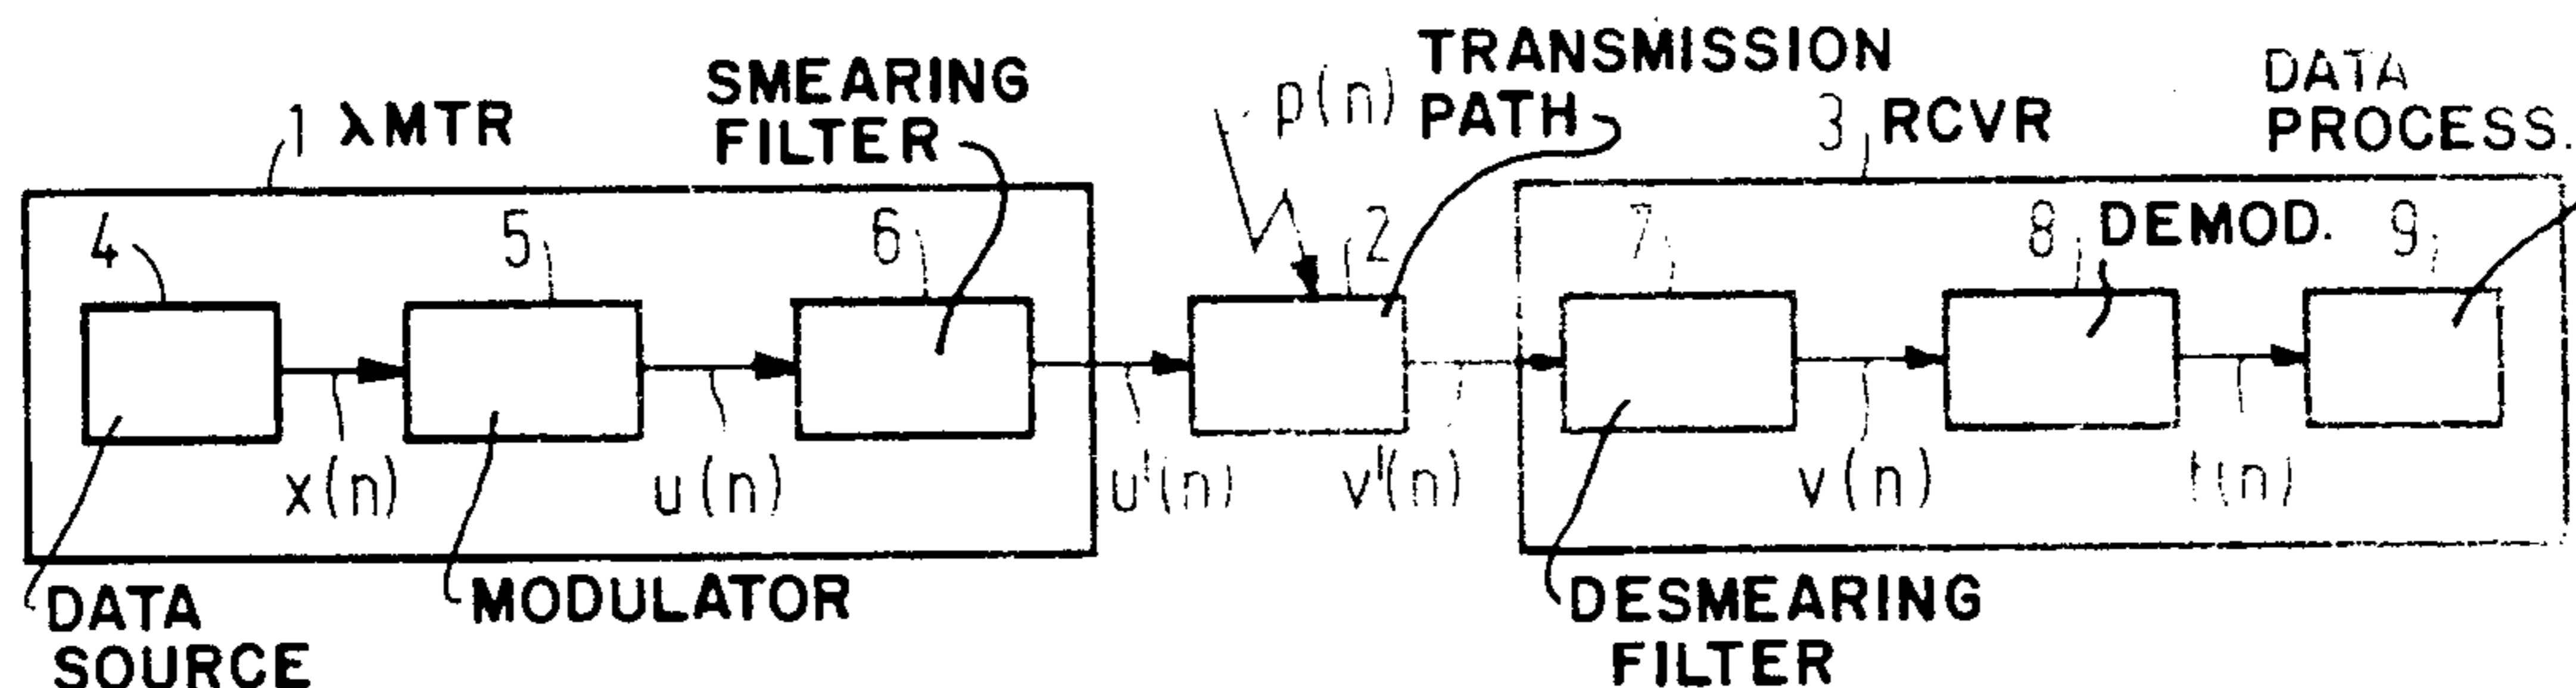 1 λMTR
SMEARING
FILTER
p(n)
TRANSMISSION
PATH
3 RCVR
DATA
PROCESS.
4
5
6
2
7
8 DEMOD.
9
x(n)
u(n)
u'(n)
v'(n)
v(n)
t(n)
DATA
SOURCE
MODULATOR
DESMEARING
FILTER